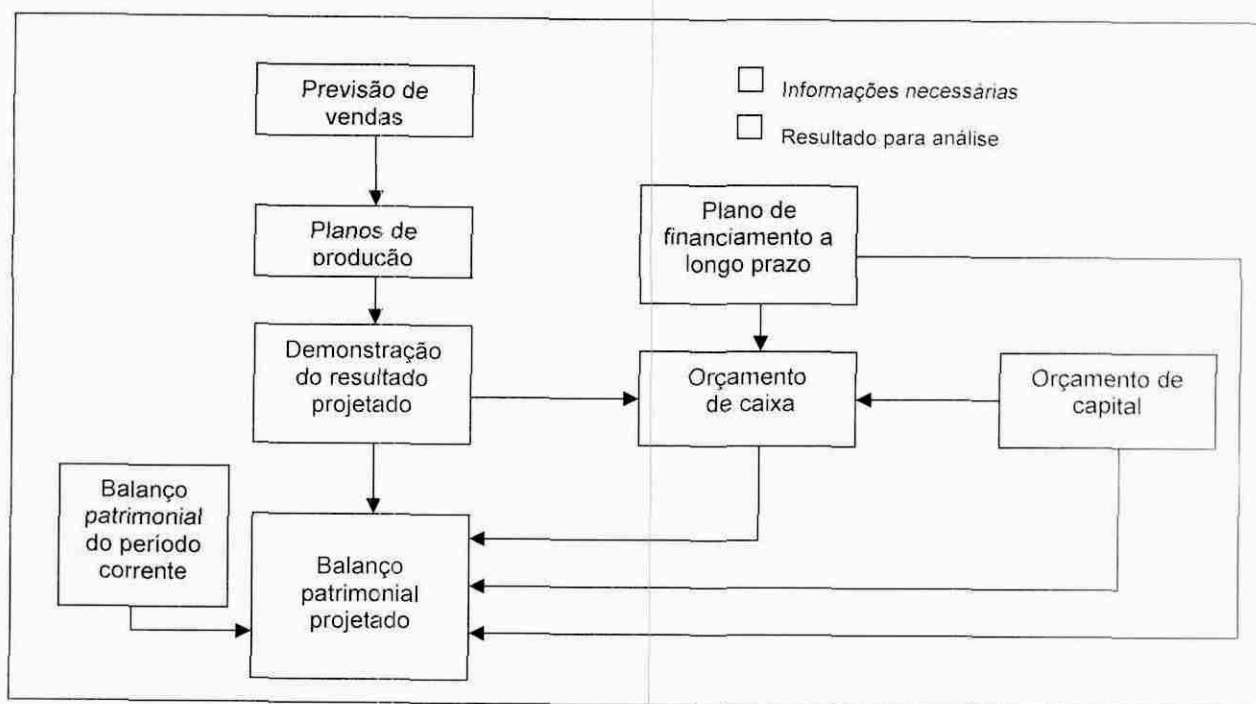 Previsão de
vendas
Informações necessárias
Resultado para análise
Planos de
produção
Plano de
financiamento a
longo prazo
Demonstração
do resultado
projetado
Orçamento
de caixa
Orçamento de
capital
Balanço
patrimonial
do período
corrente
Balanço
patrimonial
projetado